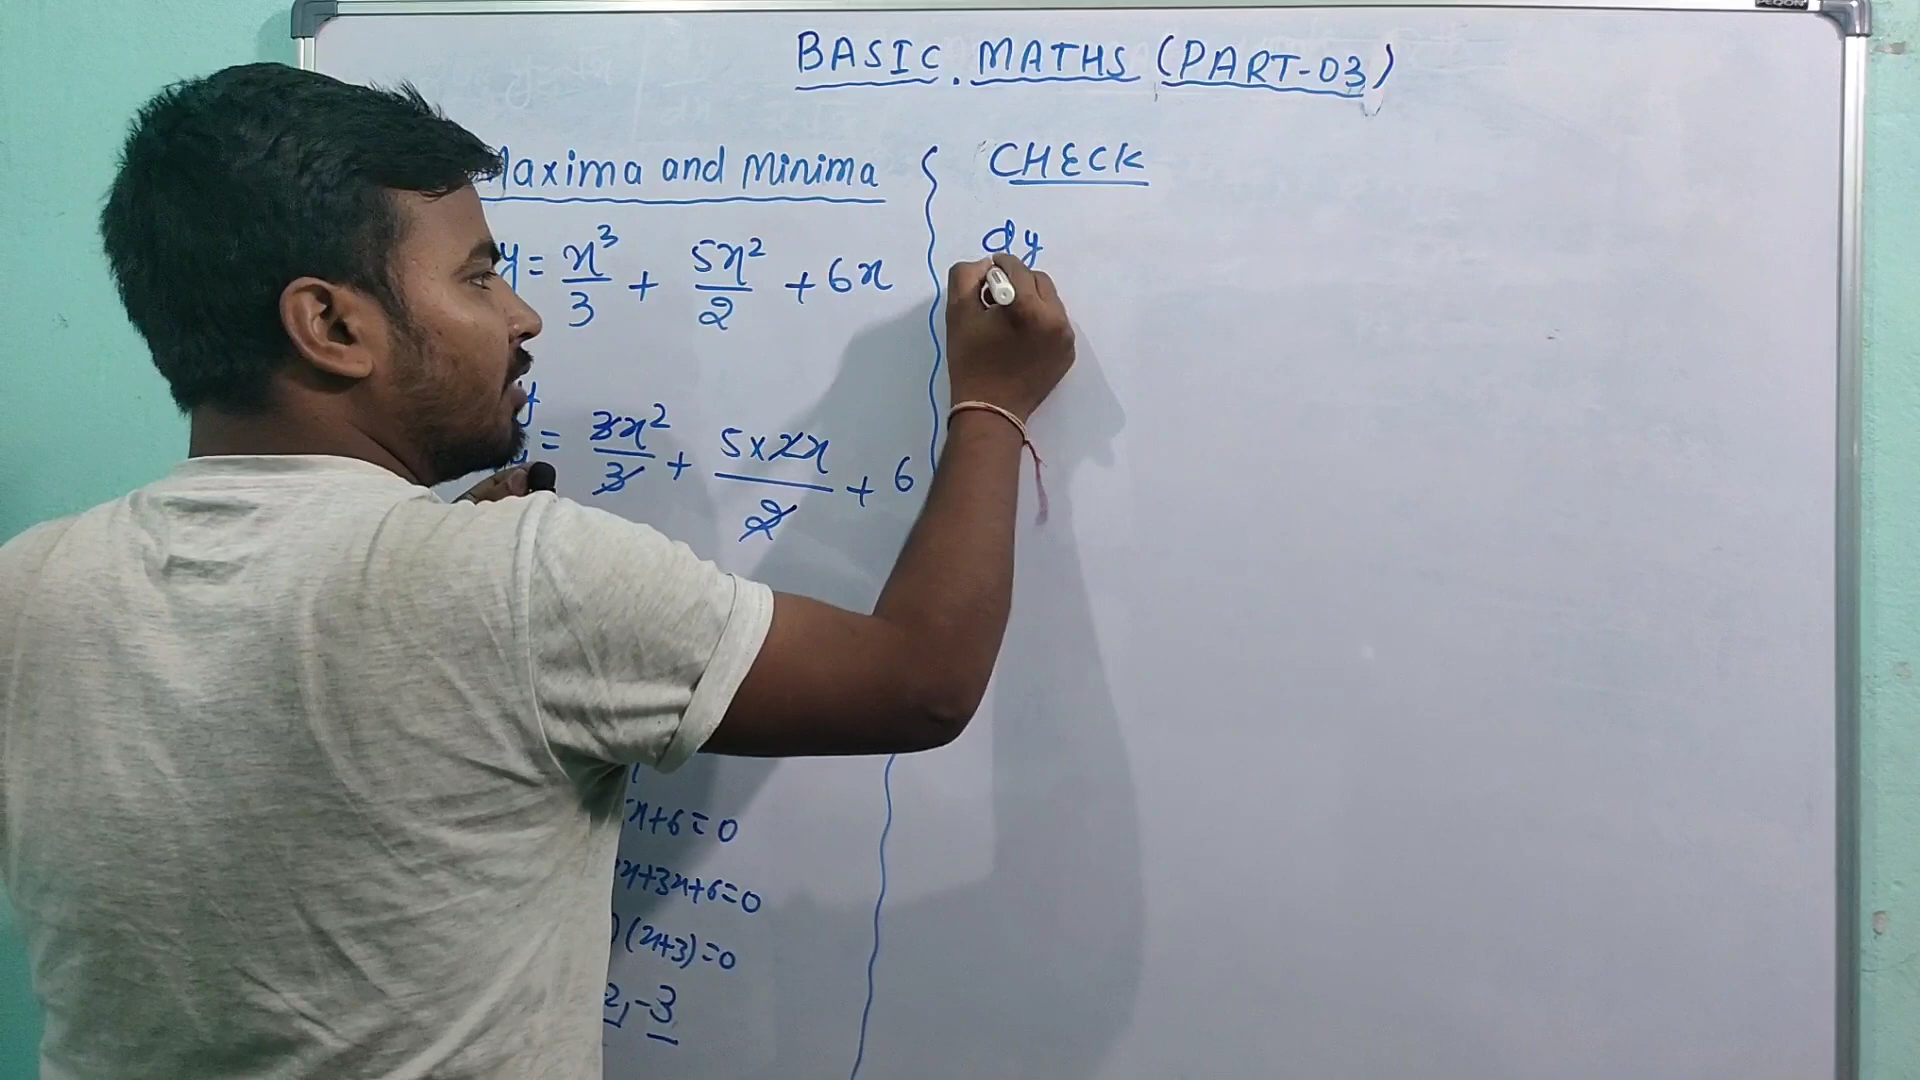 BASIC MATHS (PART-03)
Maxima and Minima
y = x³/3 + 5x²/2 + 6x
= 3x²/3 + 5×2x/2 + 6
x+6=0
x+3x+6=0
) (x+3)=0
2, -3
CHECK
dy